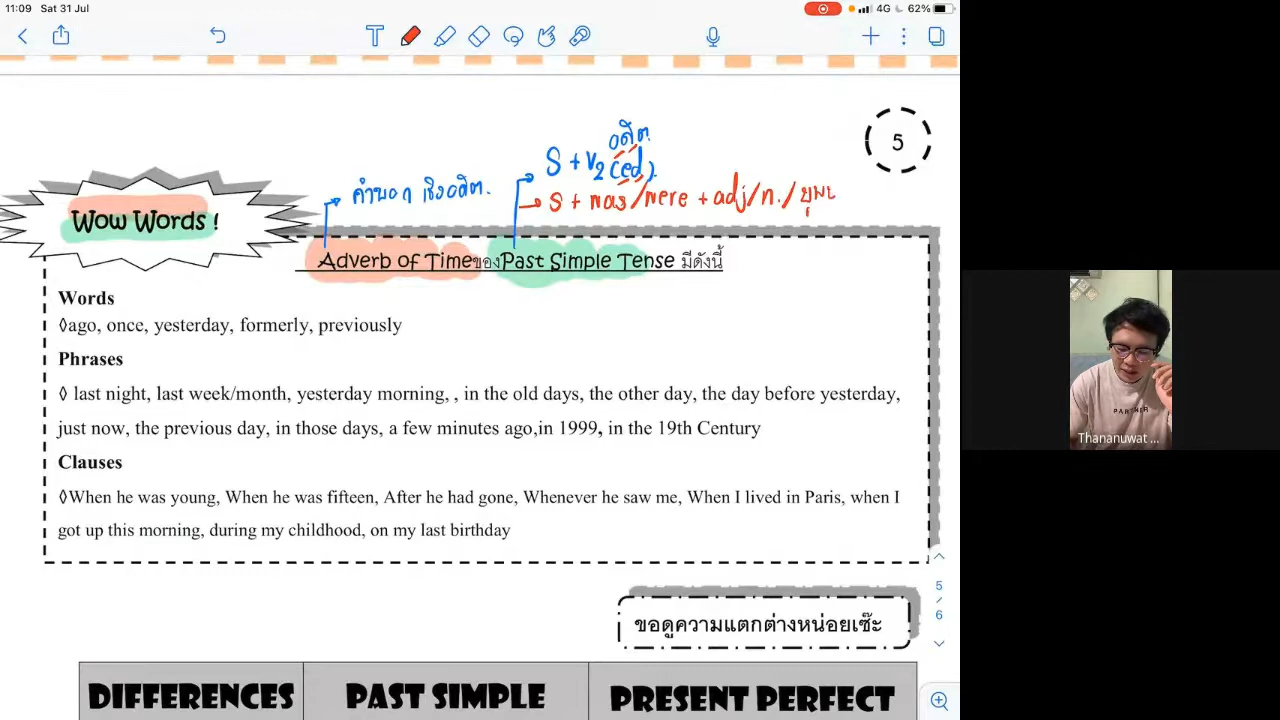 11:09 Sat 31 Jul
4G 62%
5
อดีต
S + V2 (ed).
คำบอกเชิงอดีต.
S + was/were + adj/n./
Wow Words !
Adverb of Timeของ Past Simple Tense มีดังนี้
Words
◊ago, once, yesterday, formerly, previously
Phrases
◊ last night, last week/month, yesterday morning, , in the old days, the other day, the day before yesterday,
just now, the previous day, in those days, a few minutes ago,in 1999, in the 19th Century
Clauses
◊When he was young, When he was fifteen, After he had gone, Whenever he saw me, When I lived in Paris, when I
got up this morning, during my childhood, on my last birthday
5
/
6
ขอดูความแตกต่างหน่อยเซ๊ะ
DIFFERENCES PAST SIMPLE PRESENT PERFECT
PARTNER
Thananuwat ...